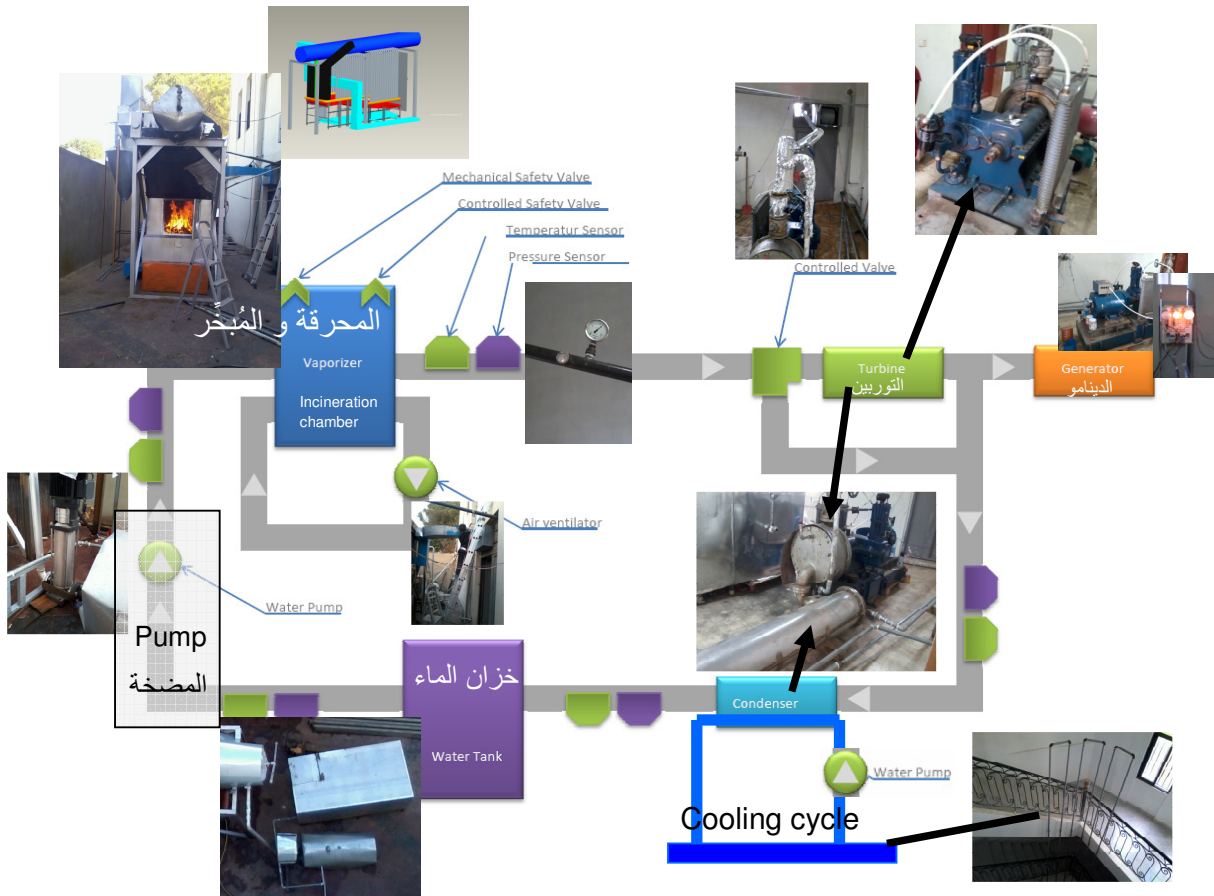 Mechanical Safety Valve
Controlled Safety Valve
Temperatur Sensor
Pressure Sensor
Controlled Valve
المحرقة و المُبخِّر
Vaporizer
Incineration
chamber
Turbine
التوربين
Generator
الدينامو
Air ventilator
Water Pump
Pump
المضخة
خزان الماء
Water Tank
Condenser
Water Pump
Cooling cycle